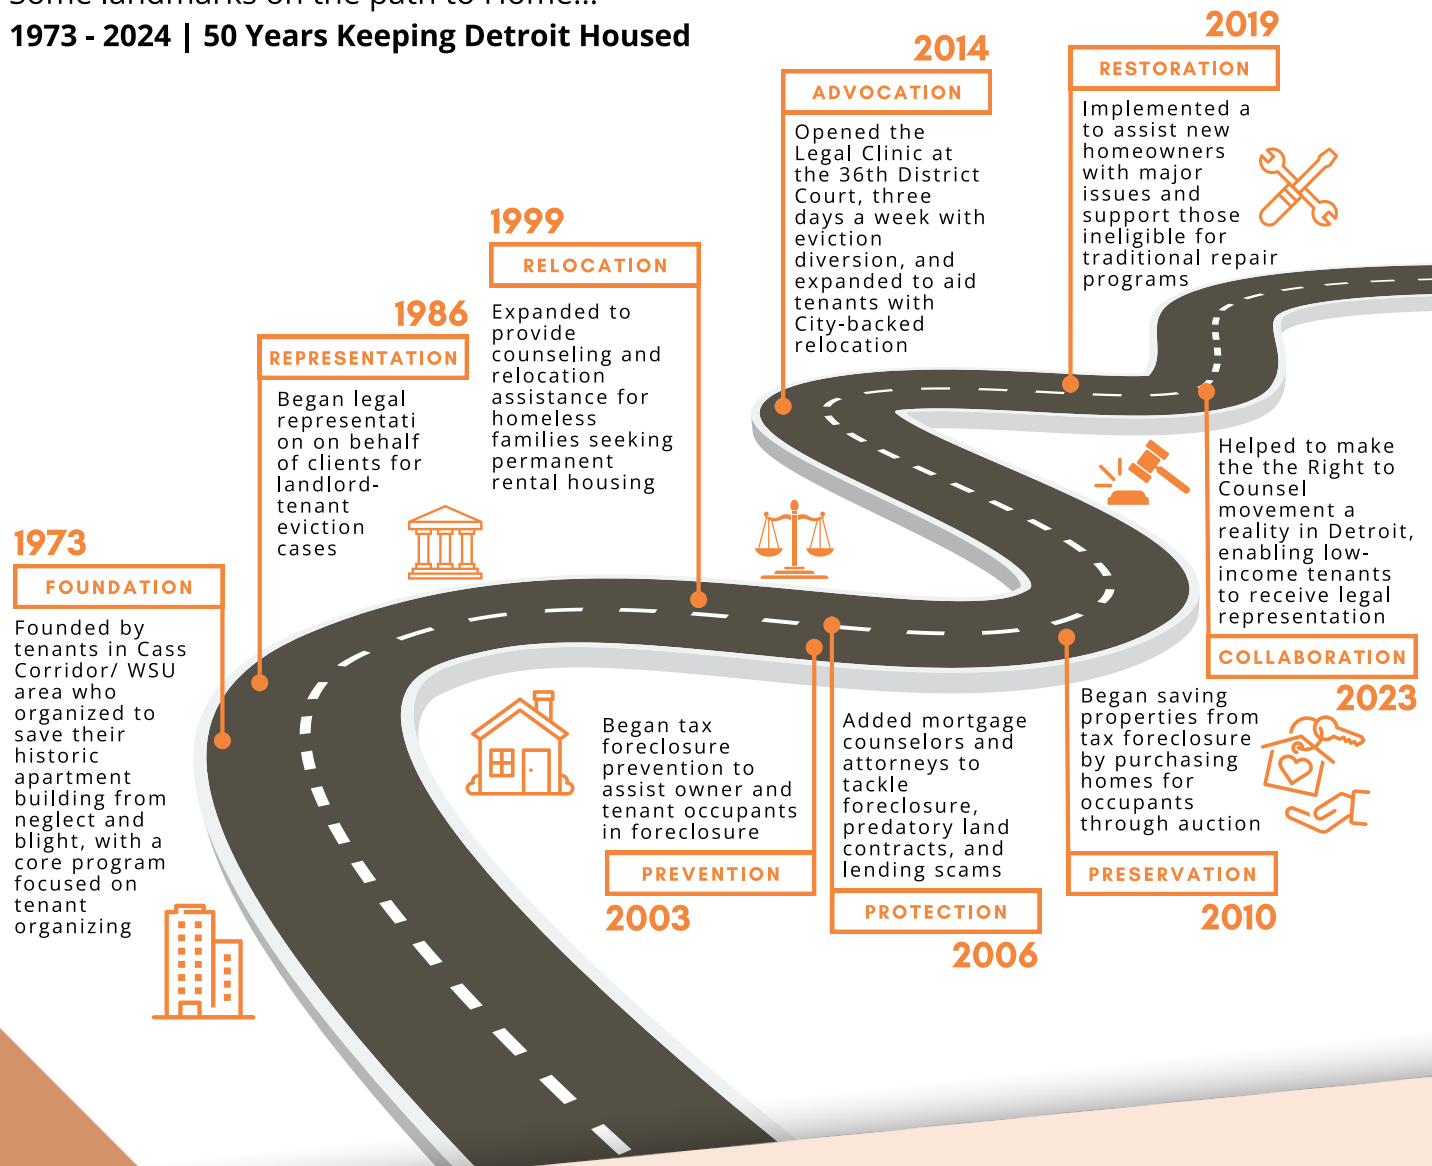 Some landmarks on the path to Home...
1973 - 2024 | 50 Years Keeping Detroit Housed
1973
FOUNDATION
Founded by
tenants in Cass
Corridor/ WSU
area who
organized to
save their
historic
apartment
building from
neglect and
blight, with a
core program
focused on
tenant
organizing
1986
REPRESENTATION
Began legal
representati
on on behalf
of clients for
landlord-
tenant
eviction
cases
1999
RELOCATION
Expanded to
provide
counseling and
relocation
assistance for
homeless
families seeking
permanent
rental housing
Began tax
foreclosure
prevention to
assist owner and
tenant occupants
in foreclosure
PREVENTION
2003
Added mortgage
counselors and
attorneys to
tackle
foreclosure,
predatory land
contracts, and
lending scams
PROTECTION
2006
Began saving
properties from
tax foreclosure
by purchasing
homes for
occupants
through auction
PRESERVATION
2010
2014
ADVOCATION
Opened the
Legal Clinic at
the 36th District
Court, three
days a week with
eviction
diversion, and
expanded to aid
tenants with
City-backed
relocation
2019
RESTORATION
Implemented a
to assist new
homeowners
with major
issues and
support those
ineligible for
traditional repair
programs
Helped to make
the the Right to
Counsel
movement a
reality in Detroit,
enabling low-
income tenants
to receive legal
representation
COLLABORATION
2023